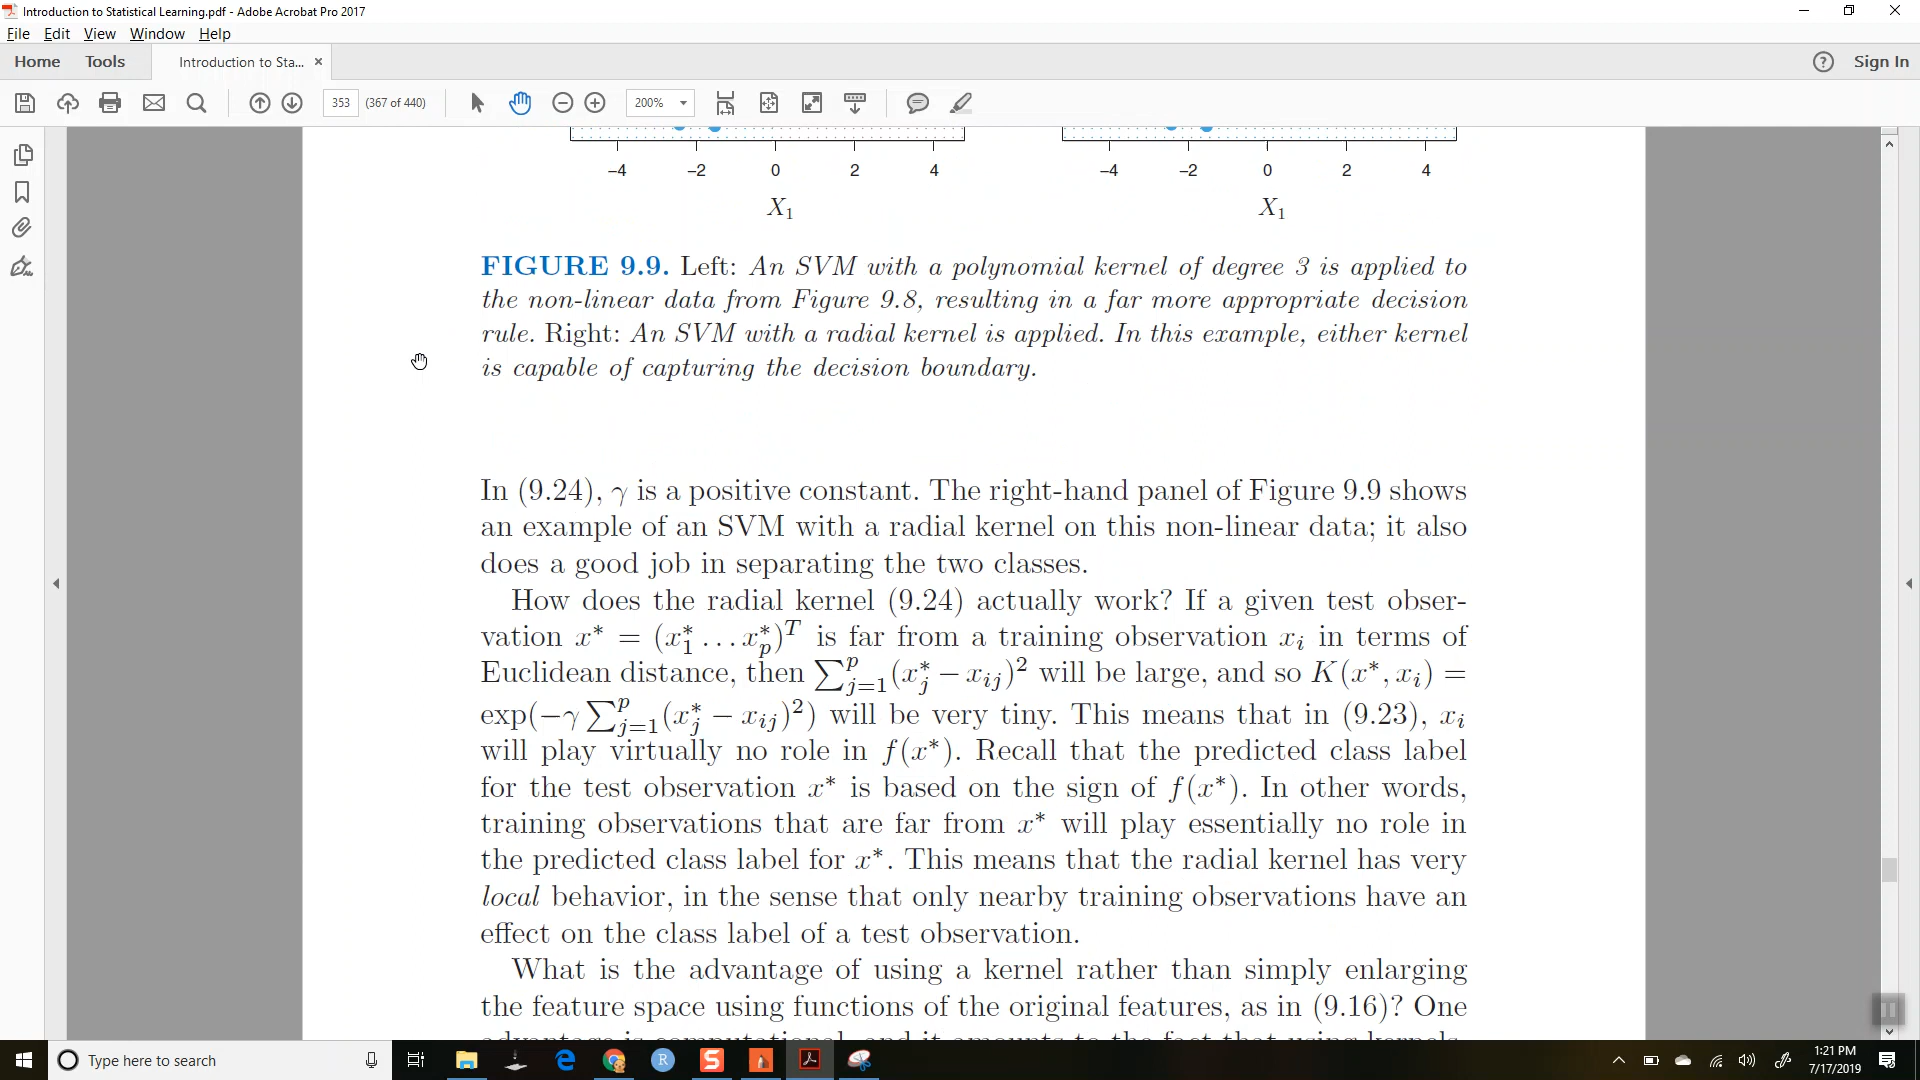 Introduction to Statistical Learning.pdf - Adobe Acrobat Pro 2017
File Edit View Window Help
Home Tools Introduction to Sta... × ? Sign In
353 (367 of 440) 200%
−4 −2 0 2 4 −4 −2 0 2 4
X₁ X₁
FIGURE 9.9. Left: An SVM with a polynomial kernel of degree 3 is applied to
the non-linear data from Figure 9.8, resulting in a far more appropriate decision
rule. Right: An SVM with a radial kernel is applied. In this example, either kernel
is capable of capturing the decision boundary.
In (9.24), γ is a positive constant. The right-hand panel of Figure 9.9 shows
an example of an SVM with a radial kernel on this non-linear data; it also
does a good job in separating the two classes.
How does the radial kernel (9.24) actually work? If a given test obser-
vation x* = (x*₁ … x*ₚ)ᵀ is far from a training observation xᵢ in terms of
Euclidean distance, then ∑ᵖⱼ₌₁(x*ⱼ − xᵢⱼ)² will be large, and so K(x*, xᵢ) =
exp(−γ ∑ᵖⱼ₌₁(x*ⱼ − xᵢⱼ)²) will be very tiny. This means that in (9.23), xᵢ
will play virtually no role in f(x*). Recall that the predicted class label
for the test observation x* is based on the sign of f(x*). In other words,
training observations that are far from x* will play essentially no role in
the predicted class label for x*. This means that the radial kernel has very
local behavior, in the sense that only nearby training observations have an
effect on the class label of a test observation.
What is the advantage of using a kernel rather than simply enlarging
the feature space using functions of the original features, as in (9.16)? One
advantage is computational, and it amounts to the fact that using kernels,
Type here to search
1:21 PM
7/17/2019